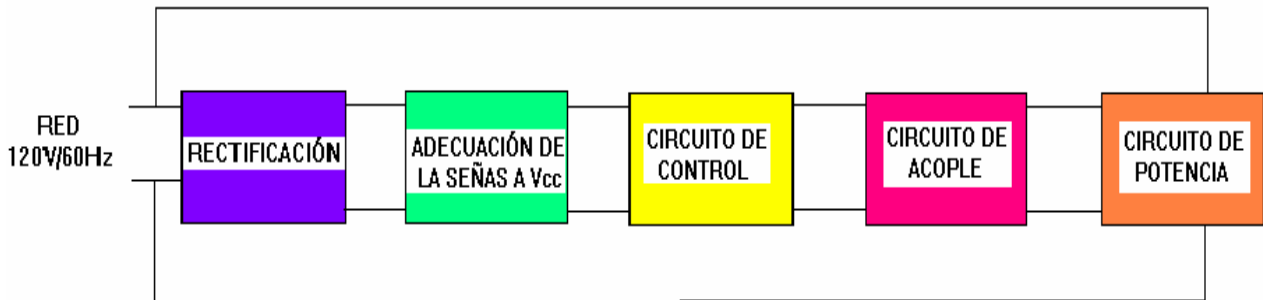 RED
120V/60Hz
RECTIFICACIÓN
ADECUACIÓN DE
LA SEÑAS A Vcc
CIRCUITO DE
CONTROL
CIRCUITO DE
ACOPLE
CIRCUITO DE
POTENCIA